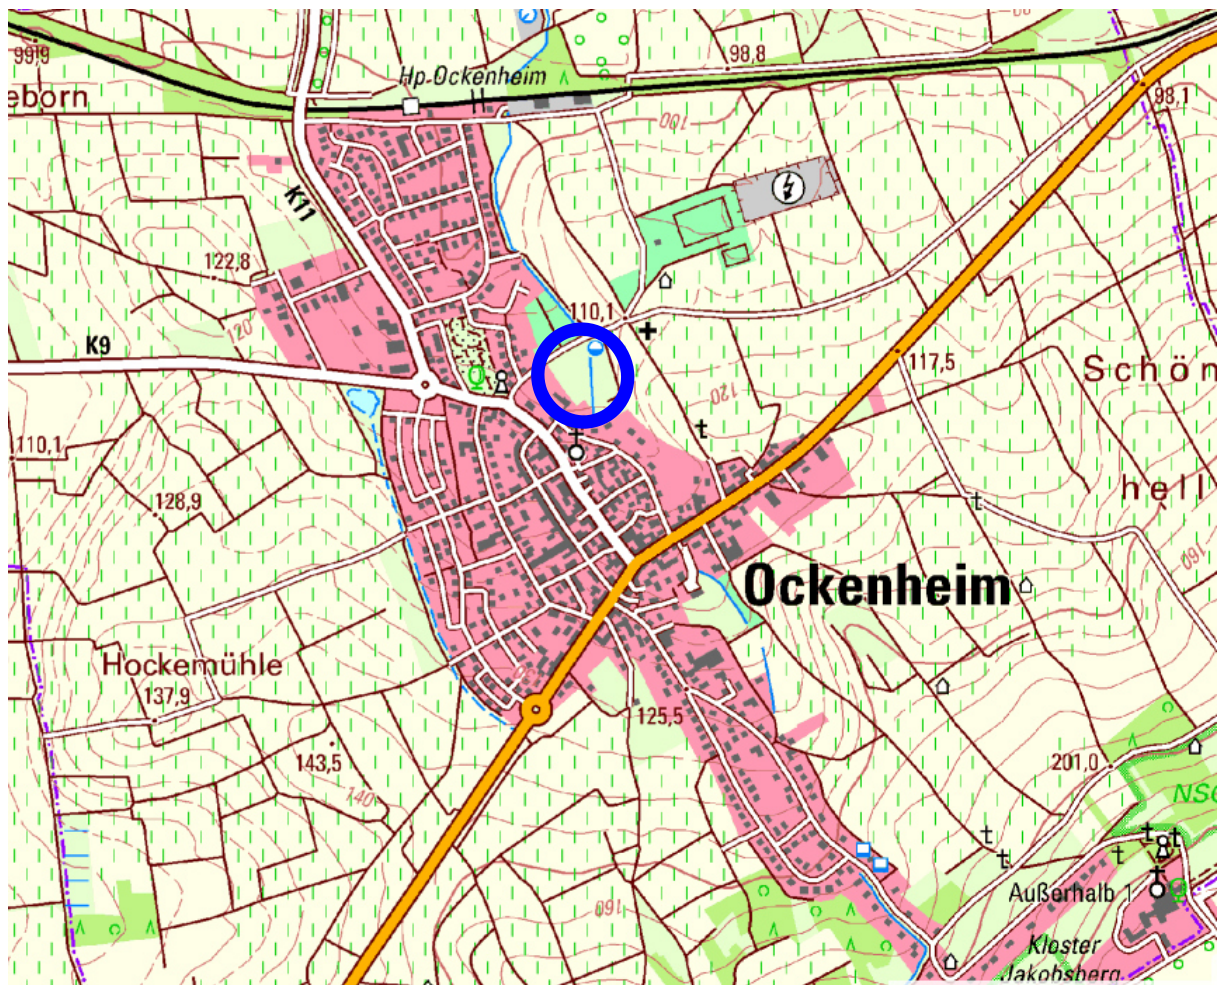 99,9
Hp.Ockenheim
98,8
eborn
98,1
100
K11
122,8
120
110,1
K9
117,5
Schön
120
110,1
hell
128,9
160
Ockenheim
Hockemühle
137,9
125,5
143,5
201,0
140
NSG
160
Außerhalb 1
Kloster
Jakobsberg